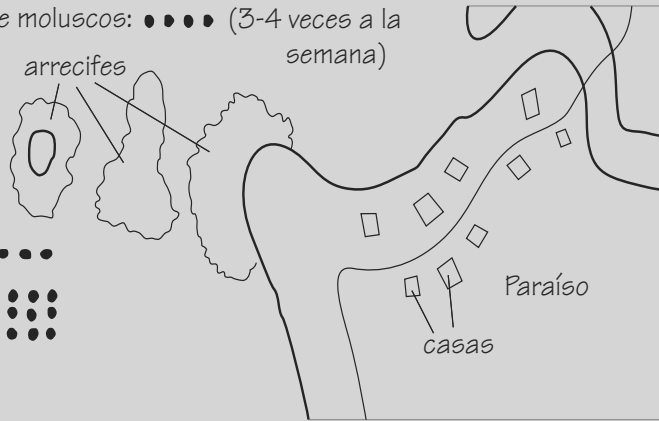 e moluscos: (3-4 veces a la
semana)
arrecifes
Paraíso
casas